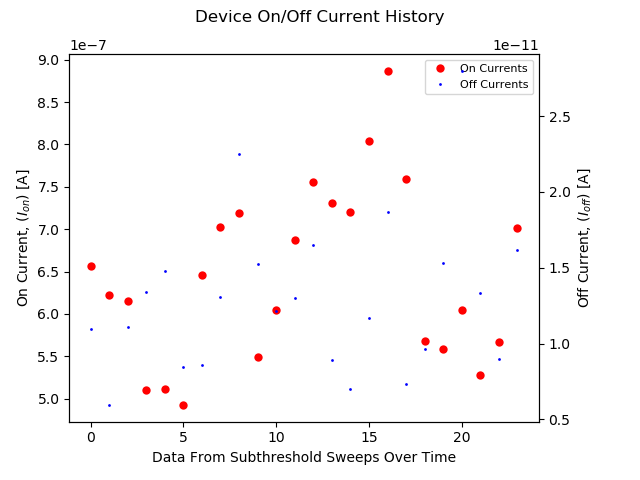 Device On/Off Current History
1e−7
1e−11
On Currents
Off Currents
9.0
8.5
8.0
7.5
7.0
6.5
6.0
5.5
5.0
On Current, ⟨I_on⟩ [A]
2.5
2.0
1.5
1.0
0.5
Off Current, ⟨I_off⟩ [A]
0
5
10
15
20
Data From Subthreshold Sweeps Over Time